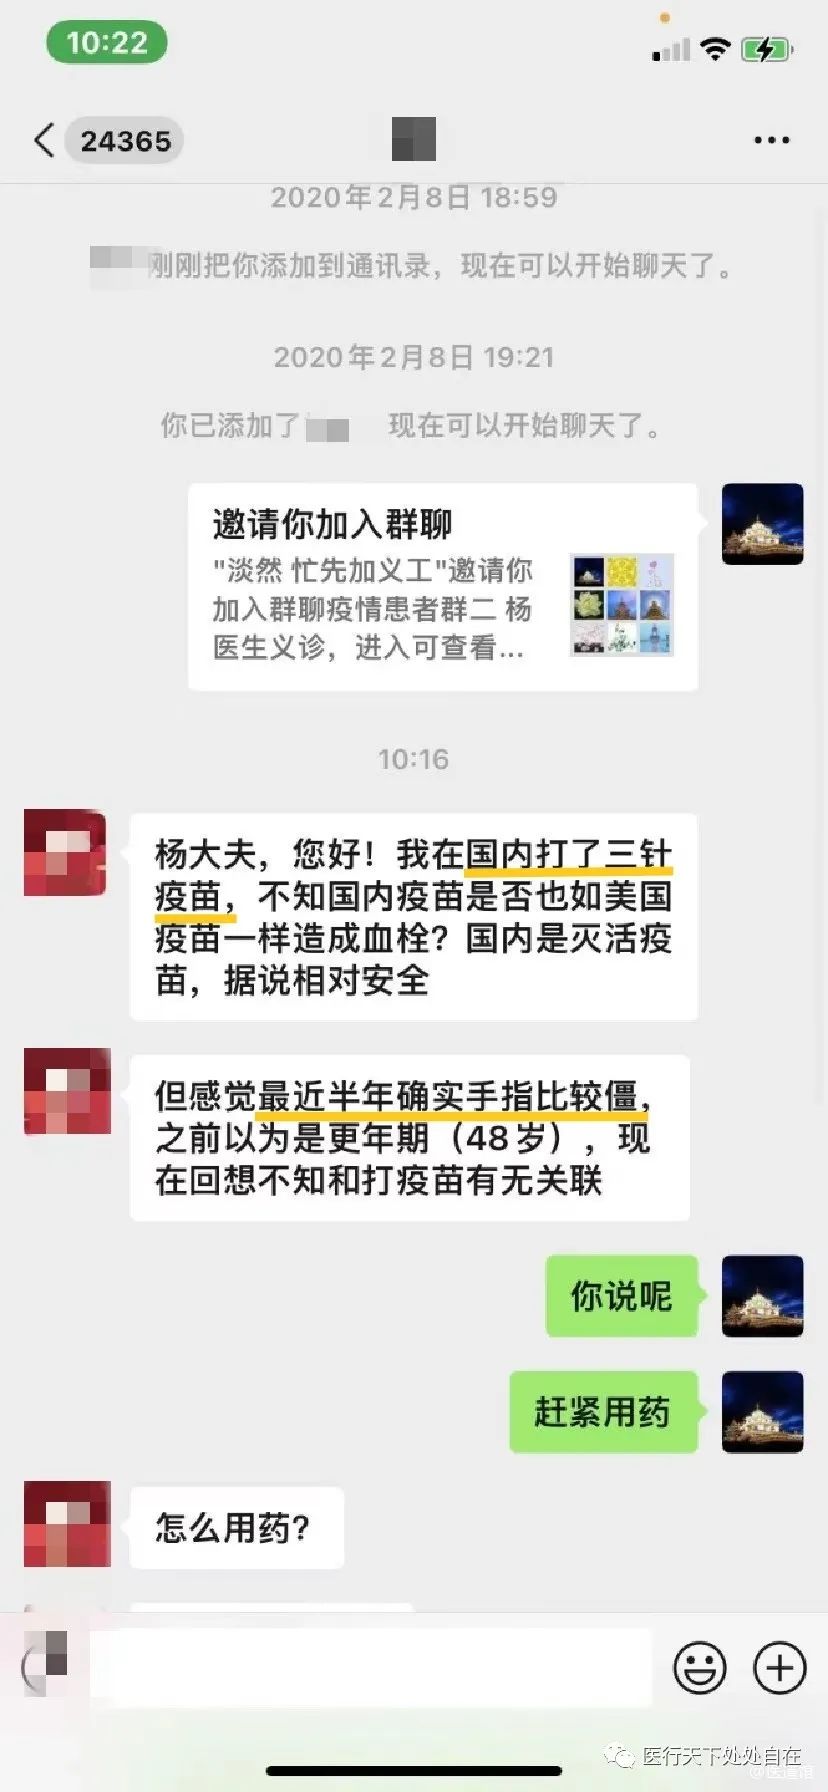 10:22
24365
2020年2月8日 18:59
刚刚把你添加到通讯录，现在可以开始聊天了。
2020年2月8日 19:21
你已添加了
现在可以开始聊天了。
邀请你加入群聊
"淡然 忙先加义工"邀请你
加入群聊疫情患者群二 杨
医生义诊，进入可查看...
10:16
杨大夫，您好！我在国内打了三针
疫苗，不知国内疫苗是否也如美国
疫苗一样造成血栓？国内是灭活疫
苗，据说相对安全
但感觉最近半年确实手指比较僵，
之前以为是更年期（48岁），现
在回想不知和打疫苗有无关联
你说呢
赶紧用药
怎么用药？
医行天下处处自在